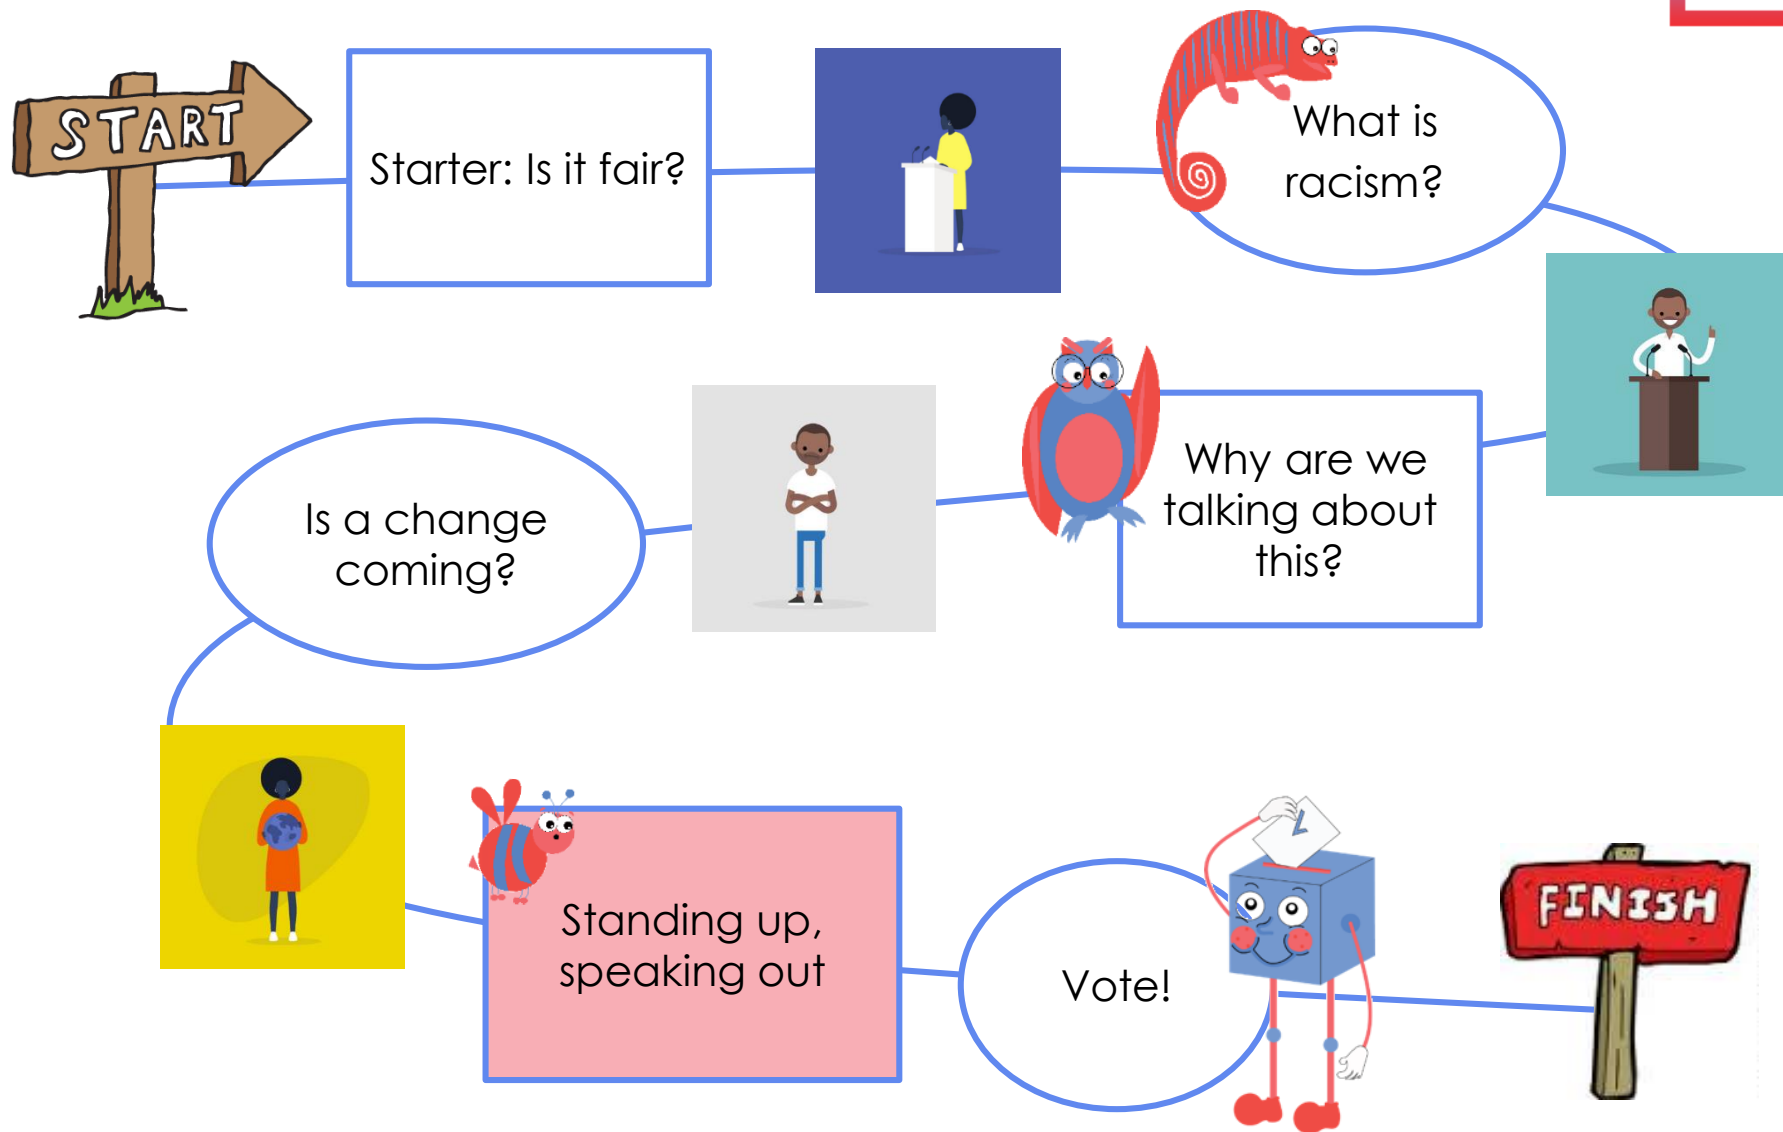 START
Starter: Is it fair?
What is
racism?
Why are we
talking about
this?
Is a change
coming?
Standing up,
speaking out
Vote!
FINISH